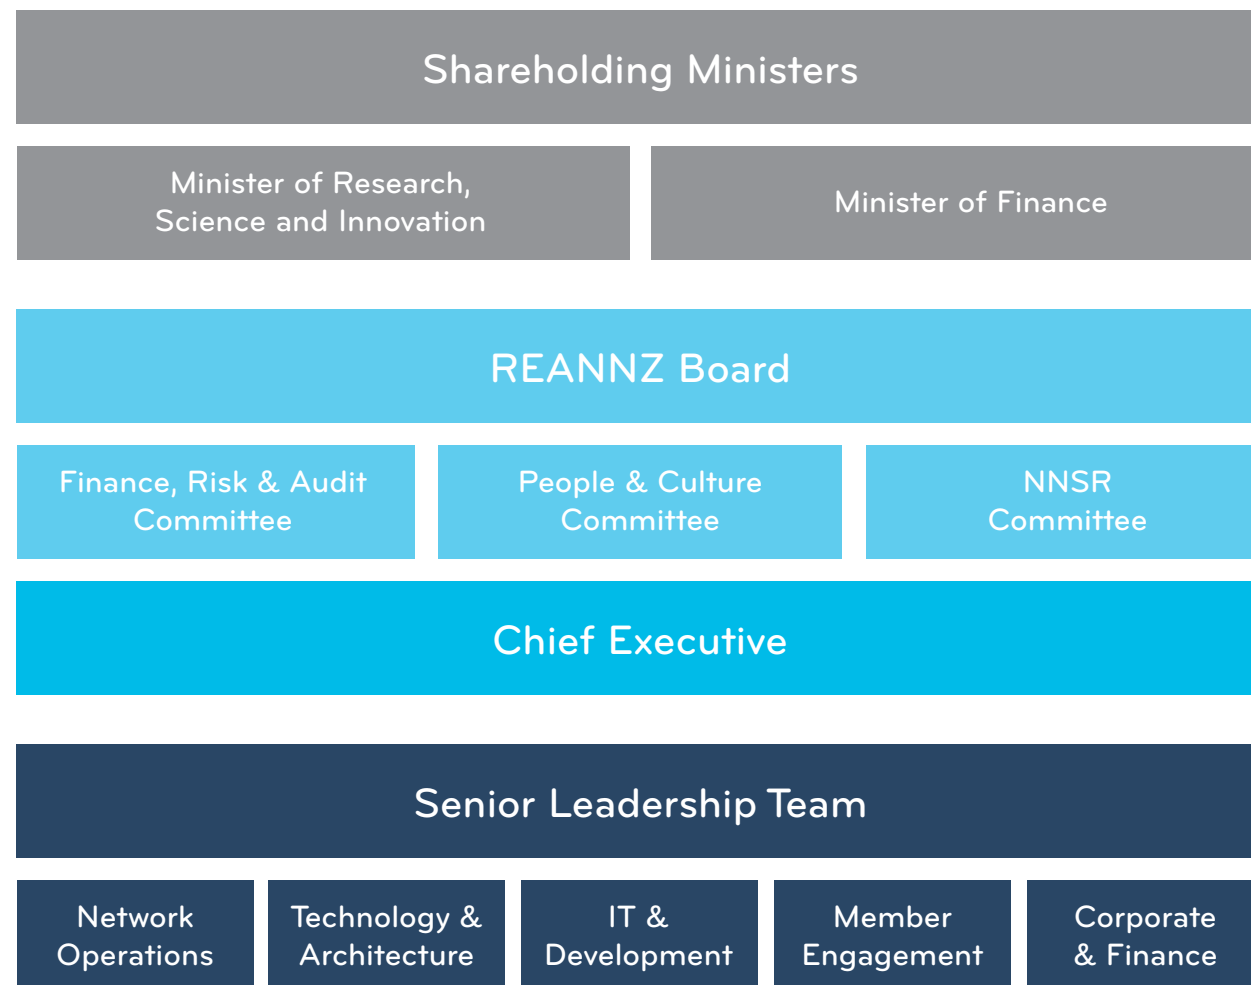 Shareholding Ministers
Minister of Research,
Science and Innovation
Minister of Finance
REANNZ Board
Finance, Risk & Audit
Committee
People & Culture
Committee
NNSR
Committee
Chief Executive
Senior Leadership Team
Network
Operations
Technology &
Architecture
IT &
Development
Member
Engagement
Corporate
& Finance